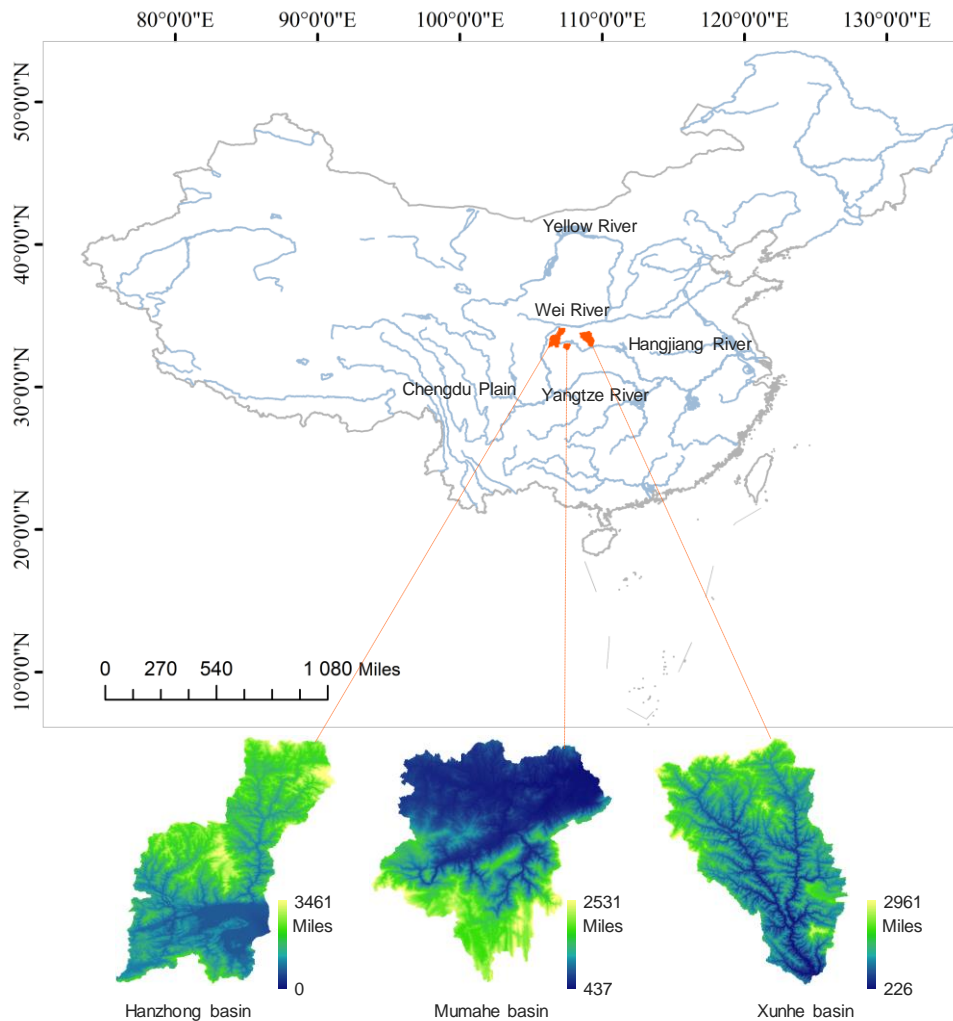 80°0'0"E 90°0'0"E 100°0'0"E 110°0'0"E 120°0'0"E 130°0'0"E
50°0'0"N
40°0'0"N
30°0'0"N
20°0'0"N
10°0'0"N
Yellow River
Wei River
Hangjiang River
Chengdu Plain
Yangtze River
0 270 540 1 080 Miles
3461
Miles
0
Hanzhong basin
2531
Miles
437
Mumahe basin
2961
Miles
226
Xunhe basin